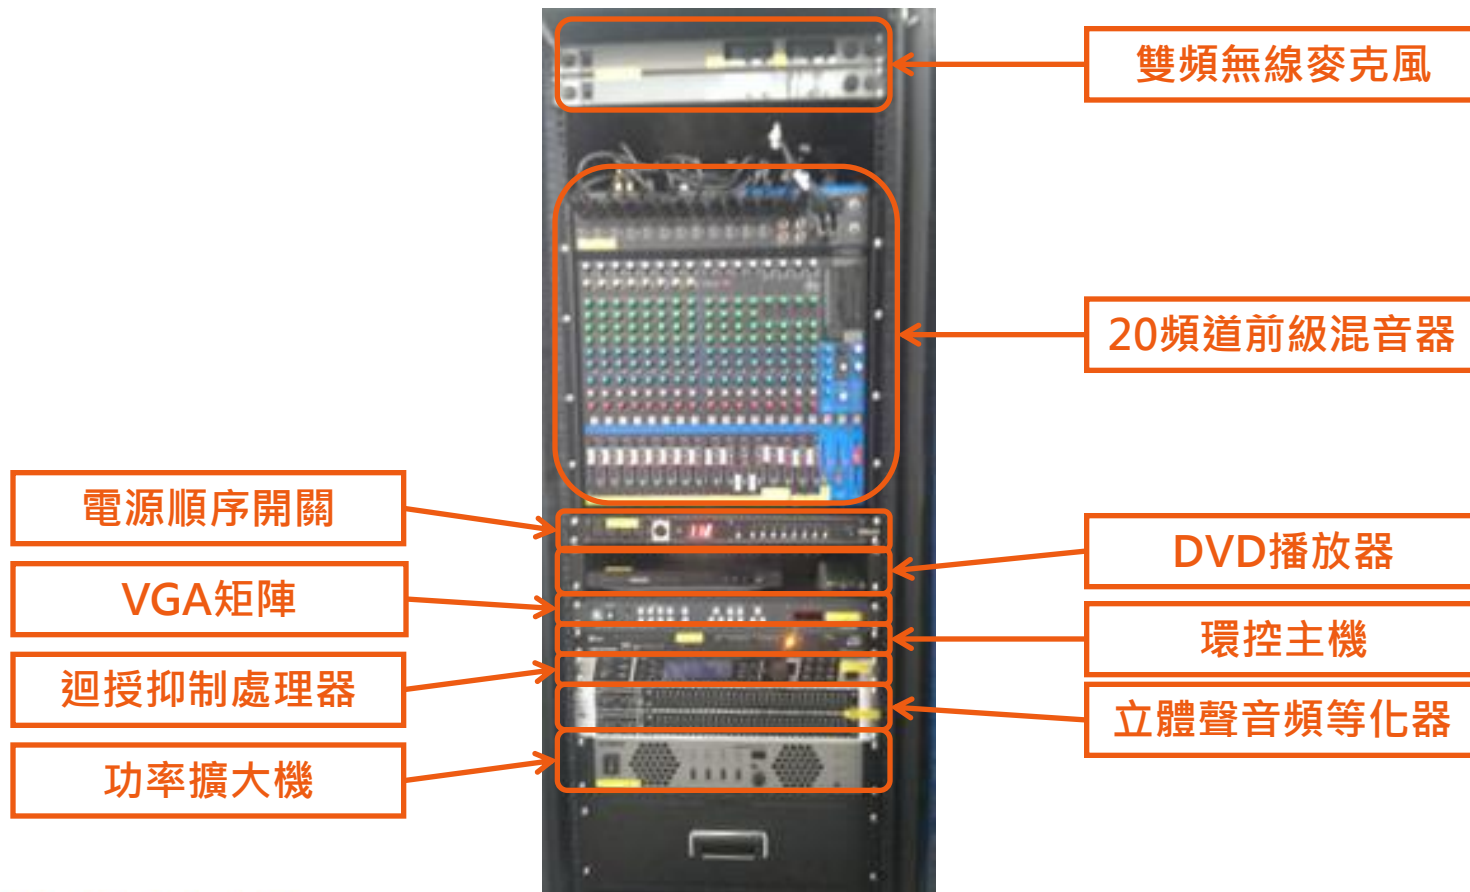 雙頻無線麥克風
20頻道前級混音器
電源順序開關
DVD播放器
VGA矩陣
環控主機
迴授抑制處理器
立體聲音頻等化器
功率擴大機